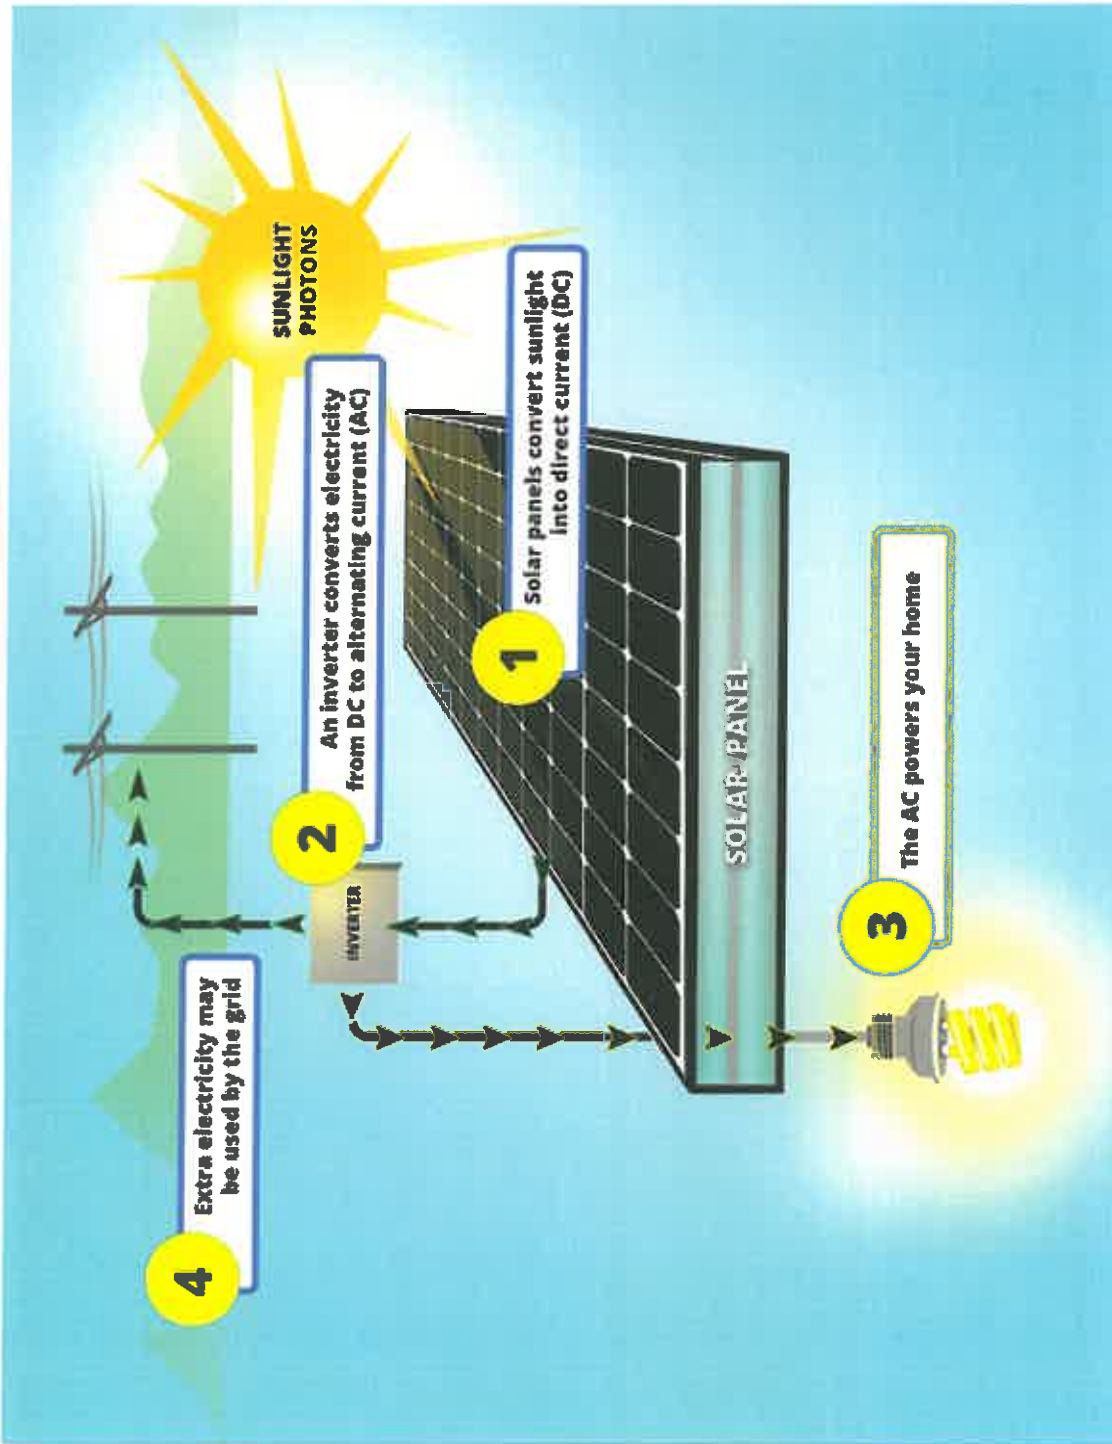 SUNLIGHT
PHOTONS
1
Solar panels convert sunlight
into direct current (DC)
2
An inverter converts electricity
from DC to alternating current (AC)
INVERTER
SOLAR PANEL
3
The AC powers your home
4
Extra electricity may
be used by the grid